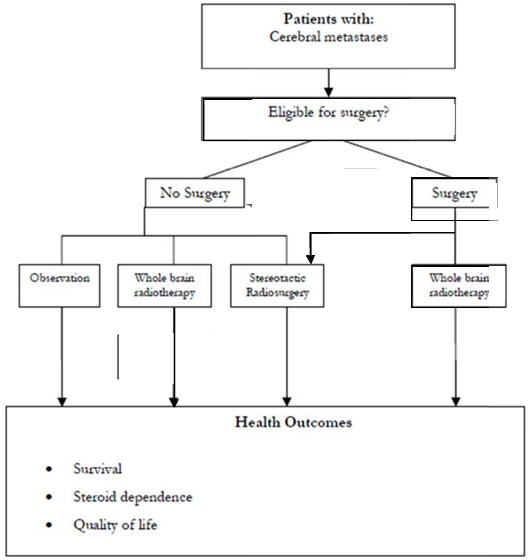 Patients with:
Cerebral metastases
Eligible for surgery?
No Surgery
Surgery
Observation
Whole brain
radiotherapy
Stereotactic
Radiosurgery
Whole brain
radiotherapy
Health Outcomes
• Survival
• Steroid dependence
• Quality of life